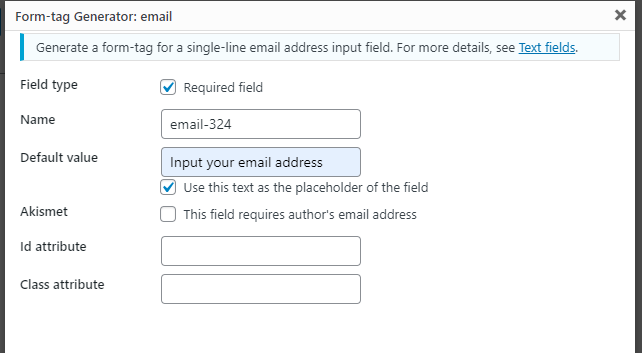 Form-tag Generator: email
Generate a form-tag for a single-line email address input field. For more details, see Text fields.
Field type
Required field
Name
email-324
Default value
Input your email address
Use this text as the placeholder of the field
Akismet
This field requires author's email address
Id attribute
Class attribute